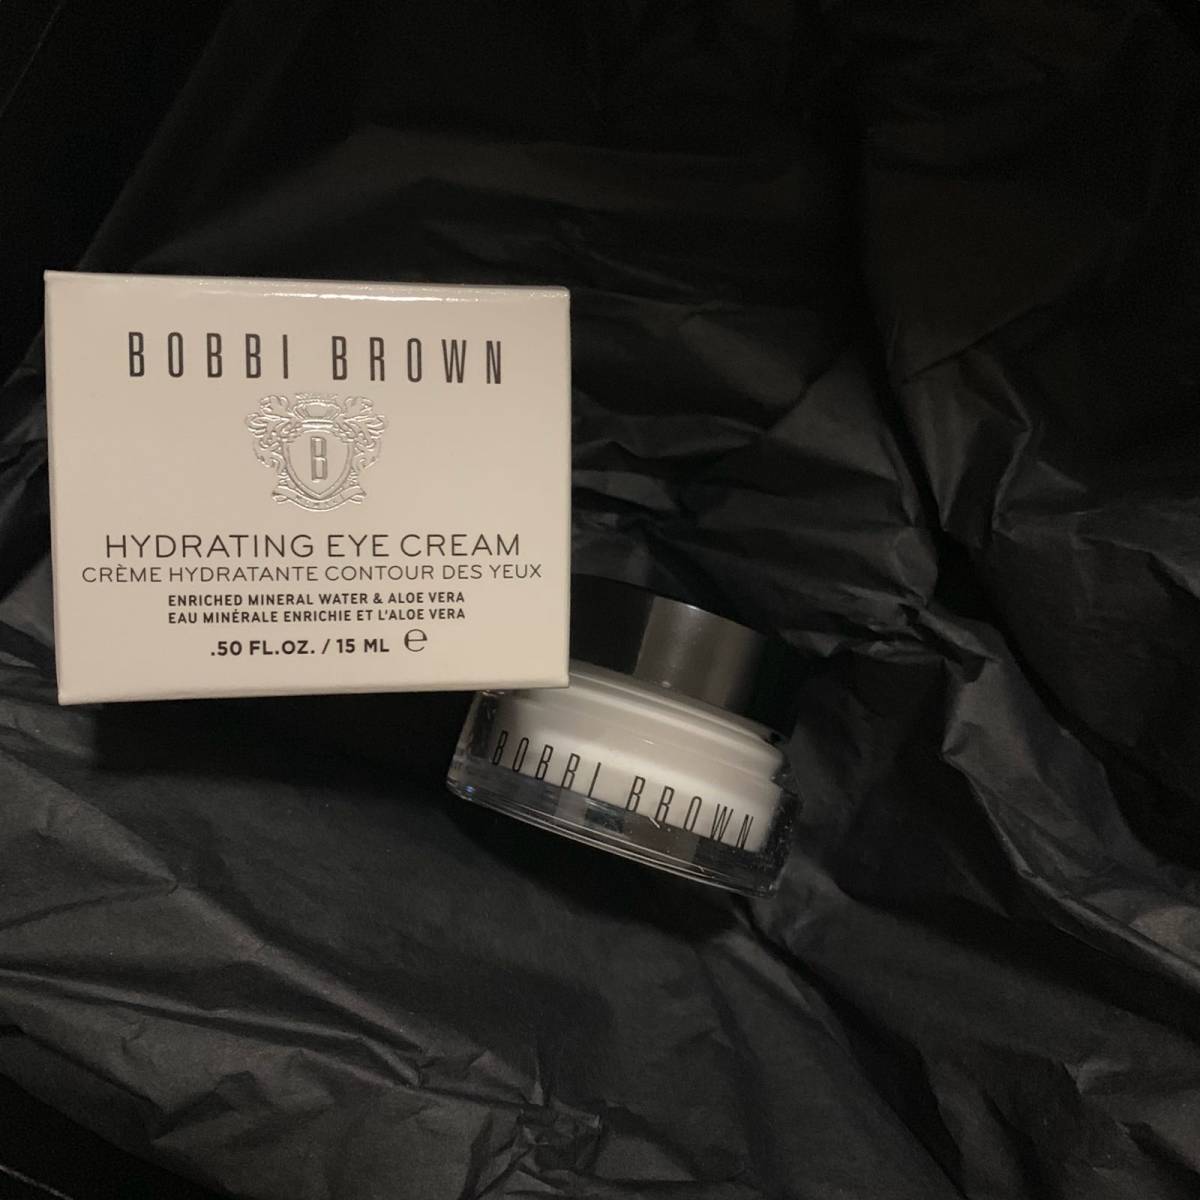 BOBBI BROWN
B
HYDRATING EYE CREAM
CRÈME HYDRATANTE CONTOUR DES YEUX
ENRICHED MINERAL WATER & ALOE VERA
EAU MINÉRALE ENRICHIE ET L'ALOE VERA
.50 FL.OZ. / 15 ML ℮
BOBBI BROWN